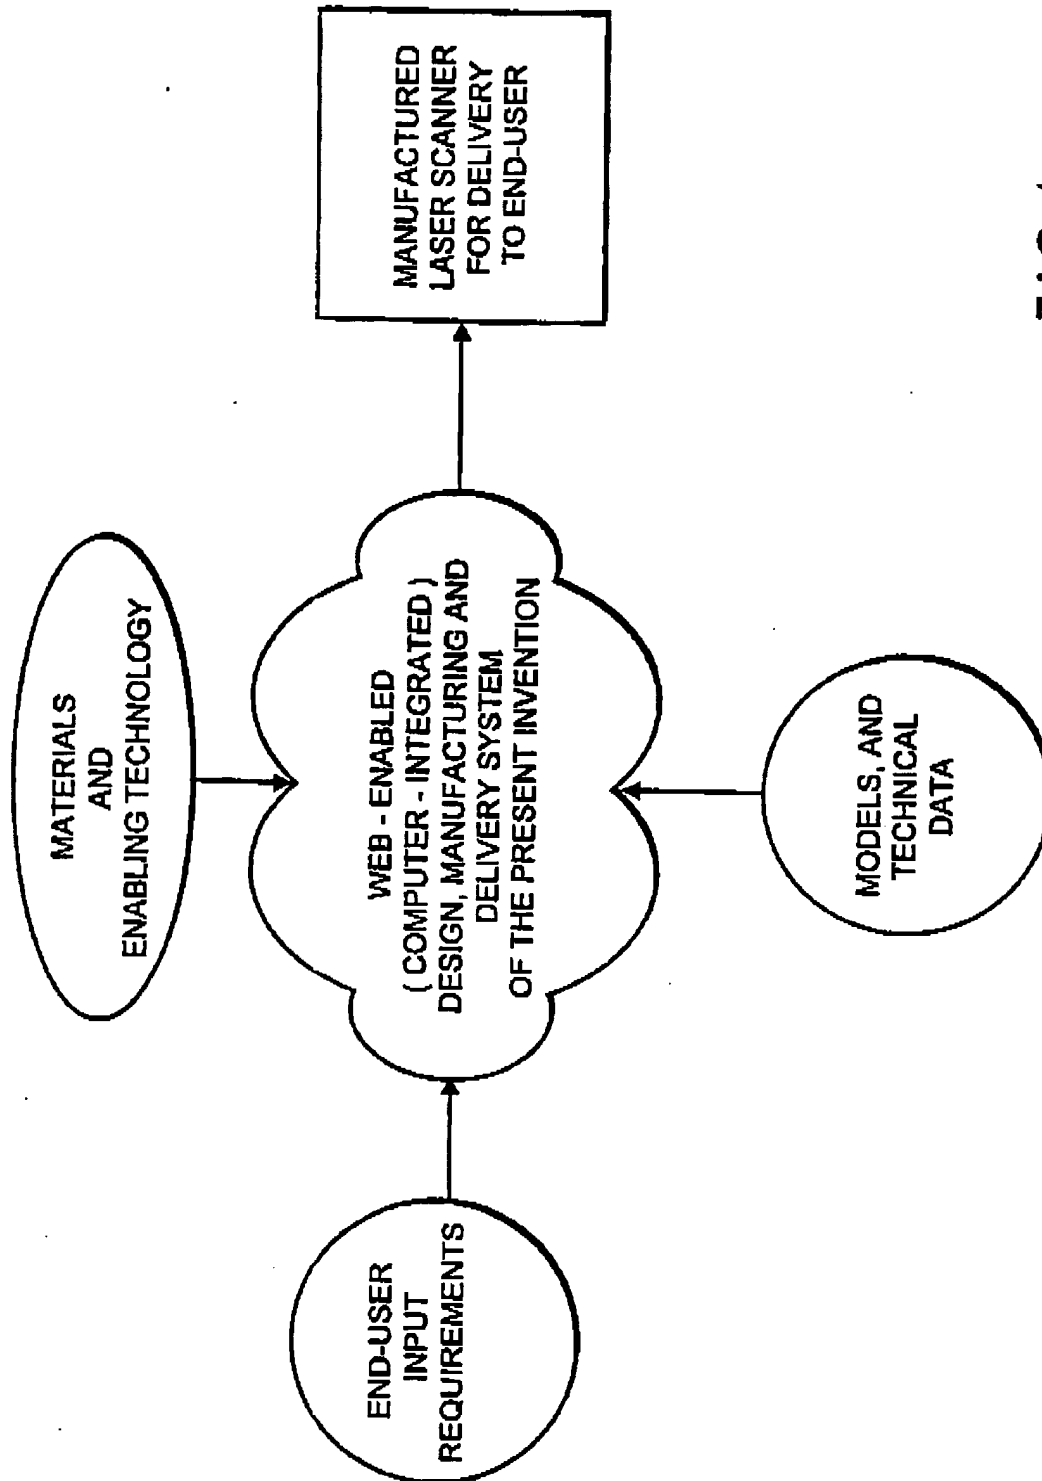 MATERIALS
AND
ENABLING TECHNOLOGY
END-USER
INPUT
REQUIREMENTS
WEB - ENABLED
( COMPUTER - INTEGRATED )
DESIGN, MANUFACTURING AND
DELIVERY SYSTEM
OF THE PRESENT INVENTION
MANUFACTURED
LASER SCANNER
FOR DELIVERY
TO END-USER
MODELS, AND
TECHNICAL
DATA